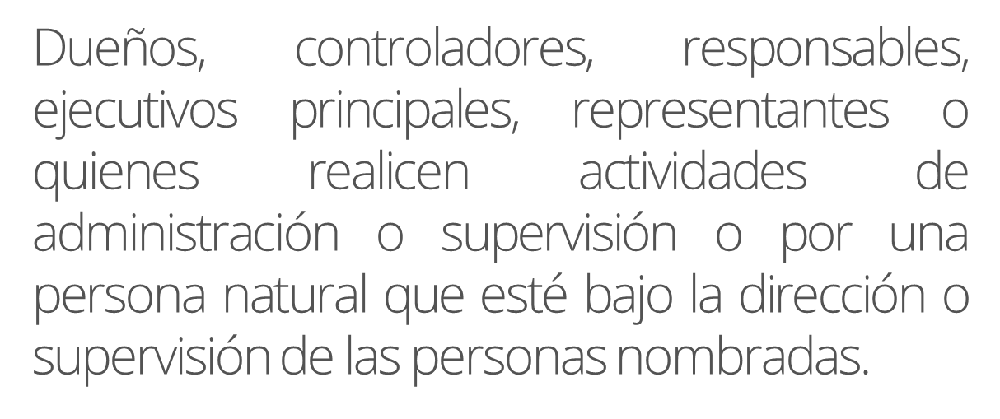 Dueños, controladores, responsables,
ejecutivos principales, representantes o
quienes realicen actividades de
administración o supervisión o por una
persona natural que esté bajo la dirección o
supervisión de las personas nombradas.